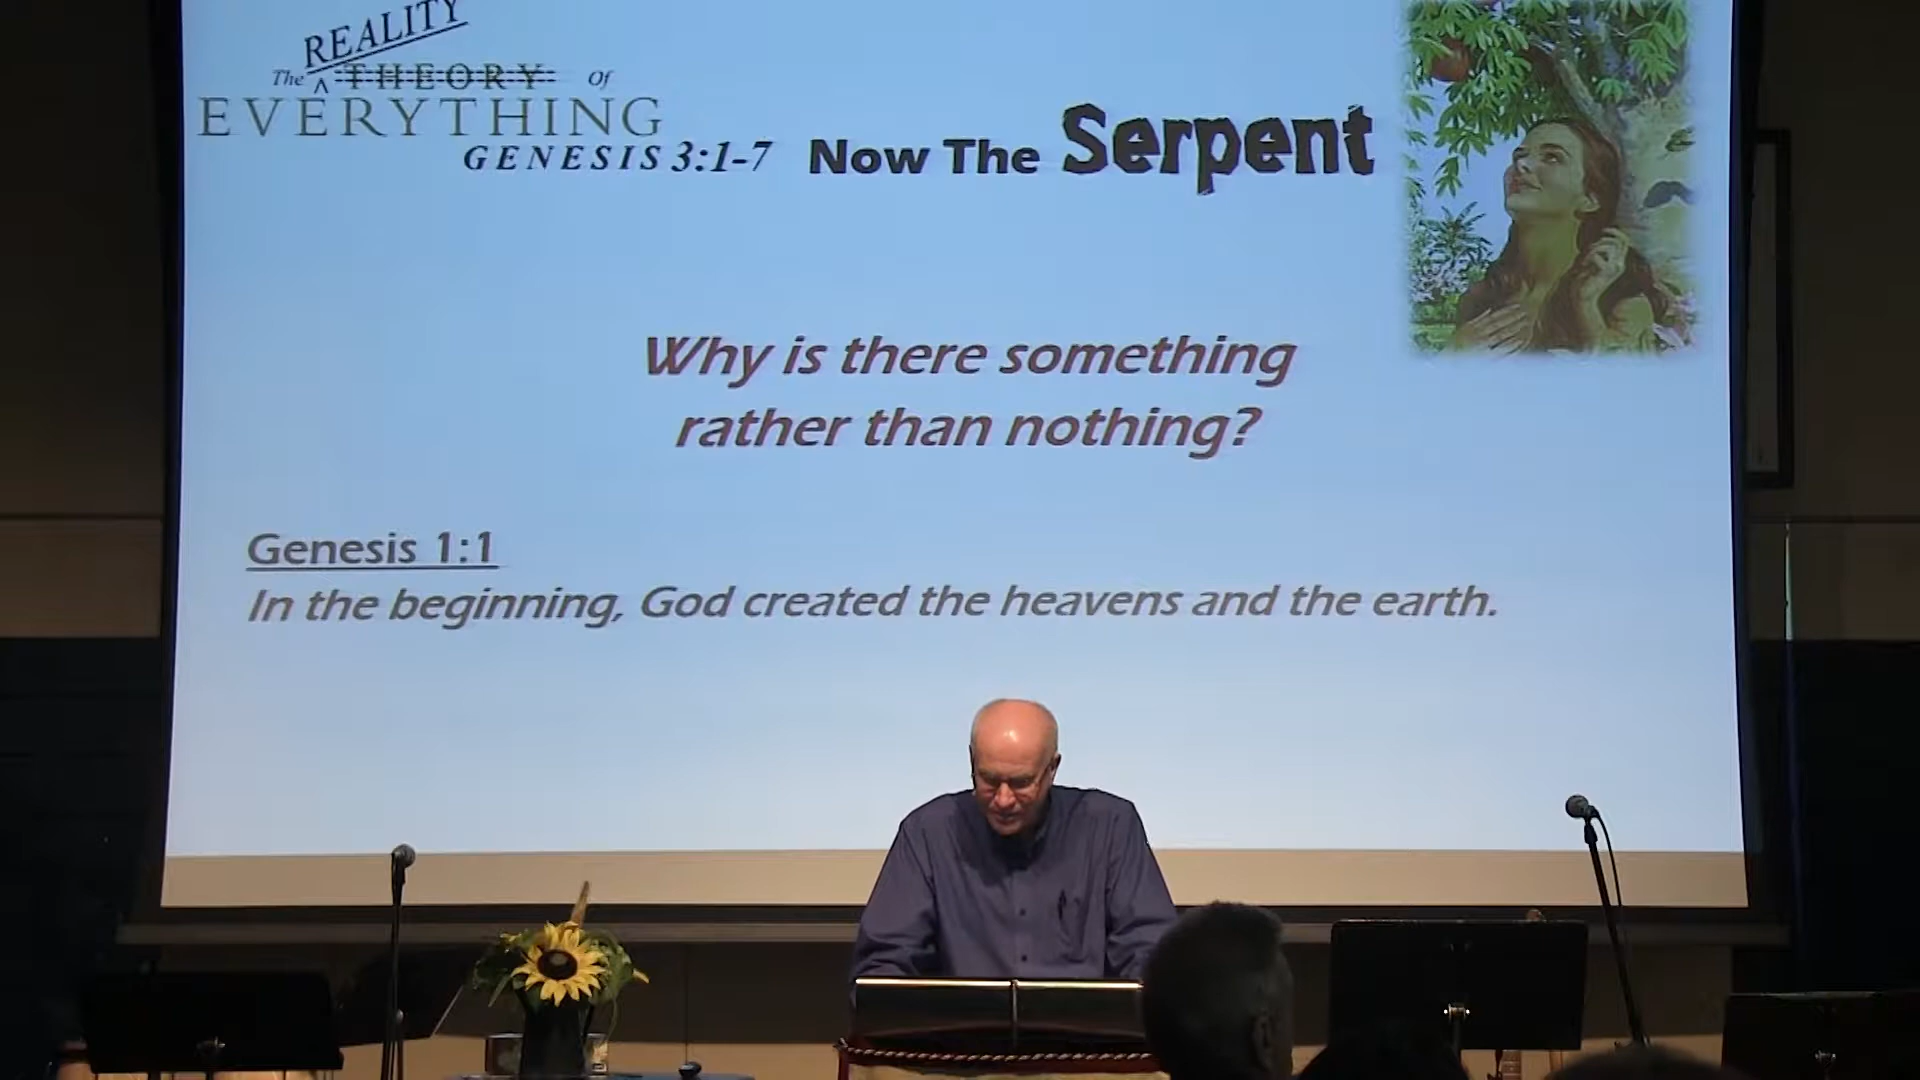 REALITY
The ^ THEORY Of
EVERYTHING
GENESIS 3:1-7 Now The Serpent
Why is there something
rather than nothing?
Genesis 1:1
In the beginning, God created the heavens and the earth.